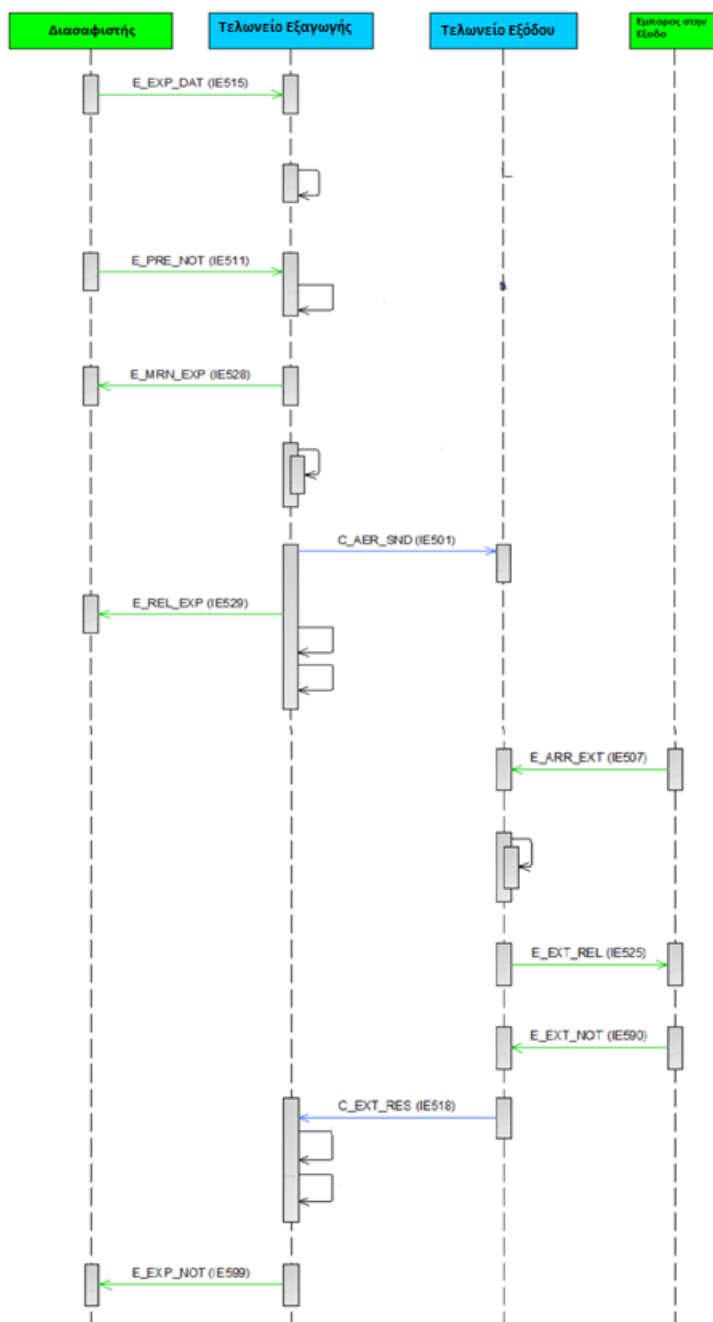 Διασαφιστής
Τελωνείο Εξαγωγής
Τελωνείο Εξόδου
Εμπορος στην
Εξοδο
E_EXP_DAT (IE515)
E_PRE_NOT (IE511)
E_MRN_EXP (IE528)
C_AER_SND (IE501)
E_REL_EXP (IE529)
E_ARR_EXT (IE507)
E_EXT_REL (IE525)
E_EXT_NOT (IE590)
C_EXT_RES (IE518)
E_EXP_NOT (IE599)